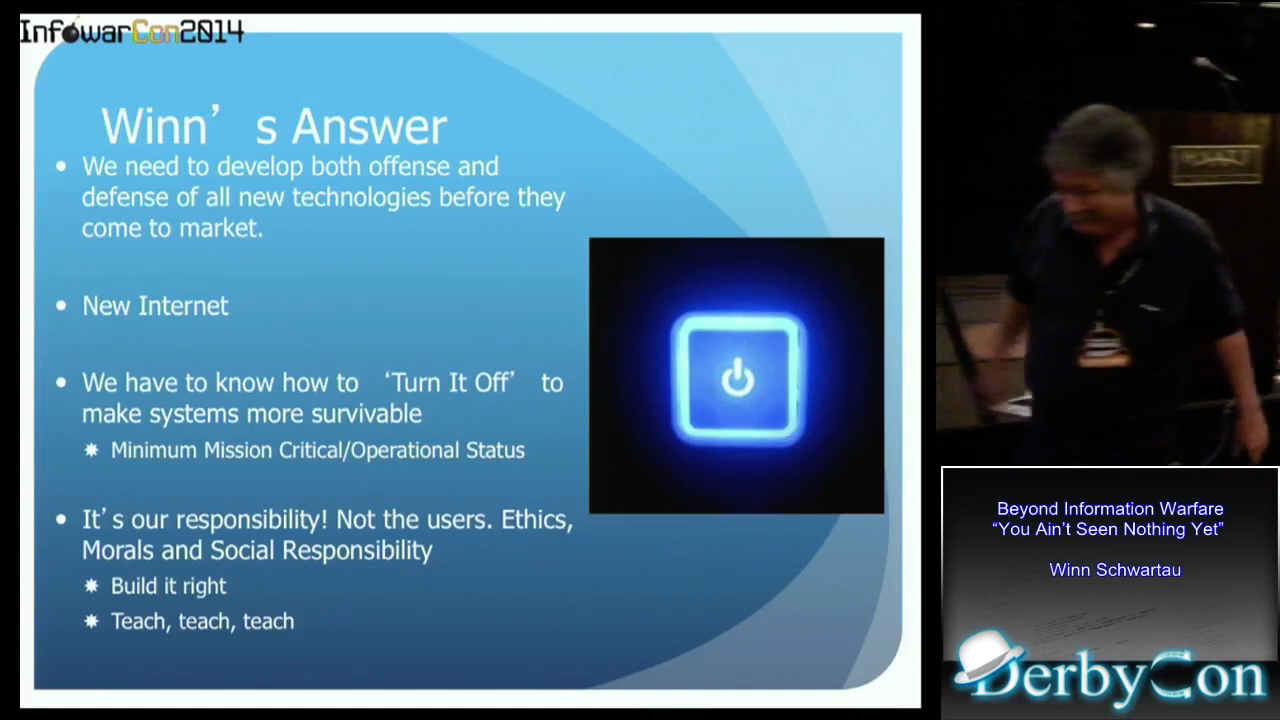 InfowarCon2014
Winn’s Answer
• We need to develop both offense and
defense of all new technologies before they
come to market.
• New Internet
• We have to know how to ‘Turn It Off’ to
make systems more survivable
✷ Minimum Mission Critical/Operational Status
• It’s our responsibility! Not the users. Ethics,
Morals and Social Responsibility
✷ Build it right
✷ Teach, teach, teach
HYATT
Beyond Information Warfare
“You Ain’t Seen Nothing Yet”
Winn Schwartau
DerbyCon